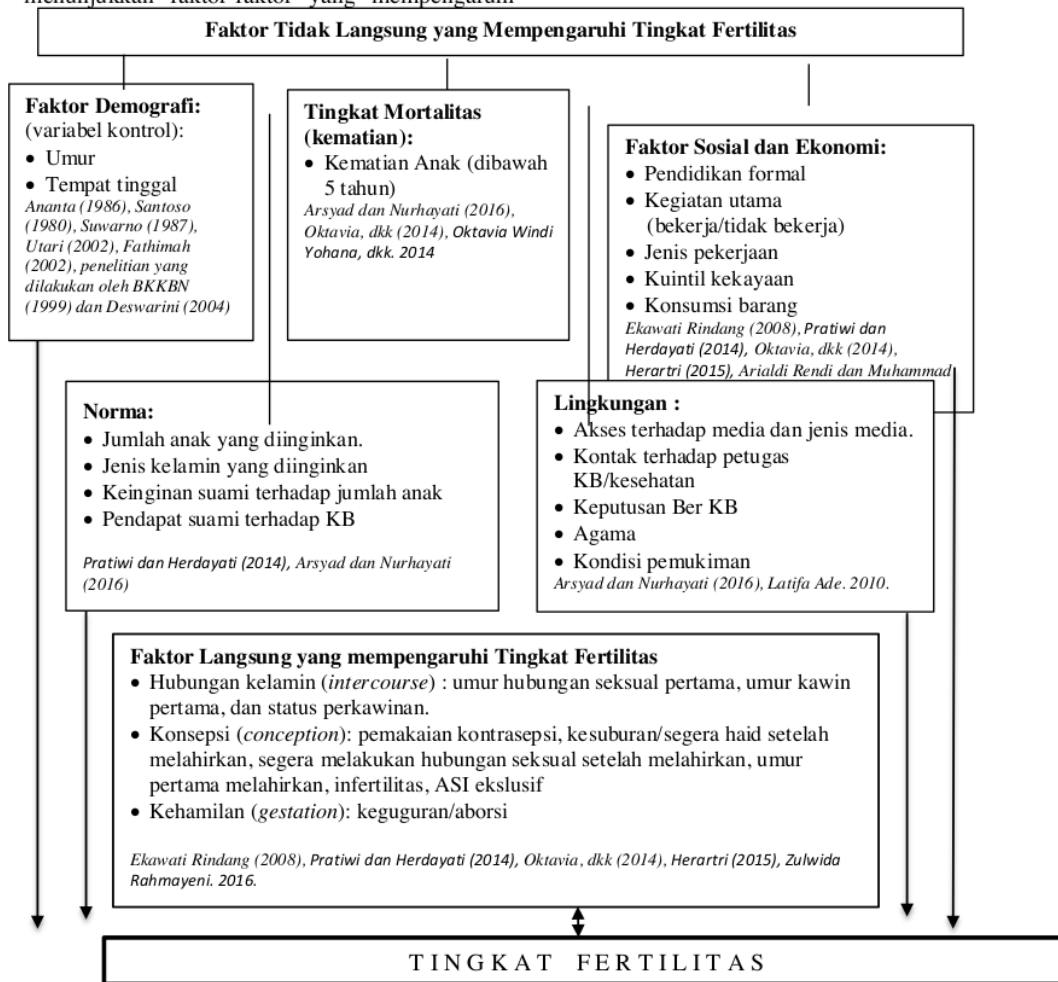 menunjukkan faktor-faktor yang mempengaruhi
Faktor Tidak Langsung yang Mempengaruhi Tingkat Fertilitas
Faktor Demografi:
(variabel kontrol):
• Umur
• Tempat tinggal
Ananta (1986), Santoso
(1980), Suwarno (1987),
Utari (2002), Fathimah
(2002), penelitian yang
dilakukan oleh BKKBN
(1999) dan Deswarini (2004)
Tingkat Mortalitas
(kematian):
• Kematian Anak (dibawah
5 tahun)
Arsyad dan Nurhayati (2016),
Oktavia, dkk (2014), Oktavia Windi
Yohana, dkk. 2014
Faktor Sosial dan Ekonomi:
• Pendidikan formal
• Kegiatan utama
(bekerja/tidak bekerja)
• Jenis pekerjaan
• Kuintil kekayaan
• Konsumsi barang
Ekawati Rindang (2008), Pratiwi dan
Herdayati (2014), Oktavia, dkk (2014),
Herartri (2015), Arialdi Rendi dan Muhammad
Norma:
• Jumlah anak yang diinginkan.
• Jenis kelamin yang diinginkan
• Keinginan suami terhadap jumlah anak
• Pendapat suami terhadap KB
Pratiwi dan Herdayati (2014), Arsyad dan Nurhayati
(2016)
Lingkungan :
• Akses terhadap media dan jenis media.
• Kontak terhadap petugas
KB/kesehatan
• Keputusan Ber KB
• Agama
• Kondisi pemukiman
Arsyad dan Nurhayati (2016), Latifa Ade. 2010.
Faktor Langsung yang mempengaruhi Tingkat Fertilitas
• Hubungan kelamin (intercourse) : umur hubungan seksual pertama, umur kawin
pertama, dan status perkawinan.
• Konsepsi (conception): pemakaian kontrasepsi, kesuburan/segera haid setelah
melahirkan, segera melakukan hubungan seksual setelah melahirkan, umur
pertama melahirkan, infertilitas, ASI ekslusif
• Kehamilan (gestation): keguguran/aborsi
Ekawati Rindang (2008), Pratiwi dan Herdayati (2014), Oktavia, dkk (2014), Herartri (2015), Zulwida
Rahmayeni. 2016.
TINGKAT FERTILITAS